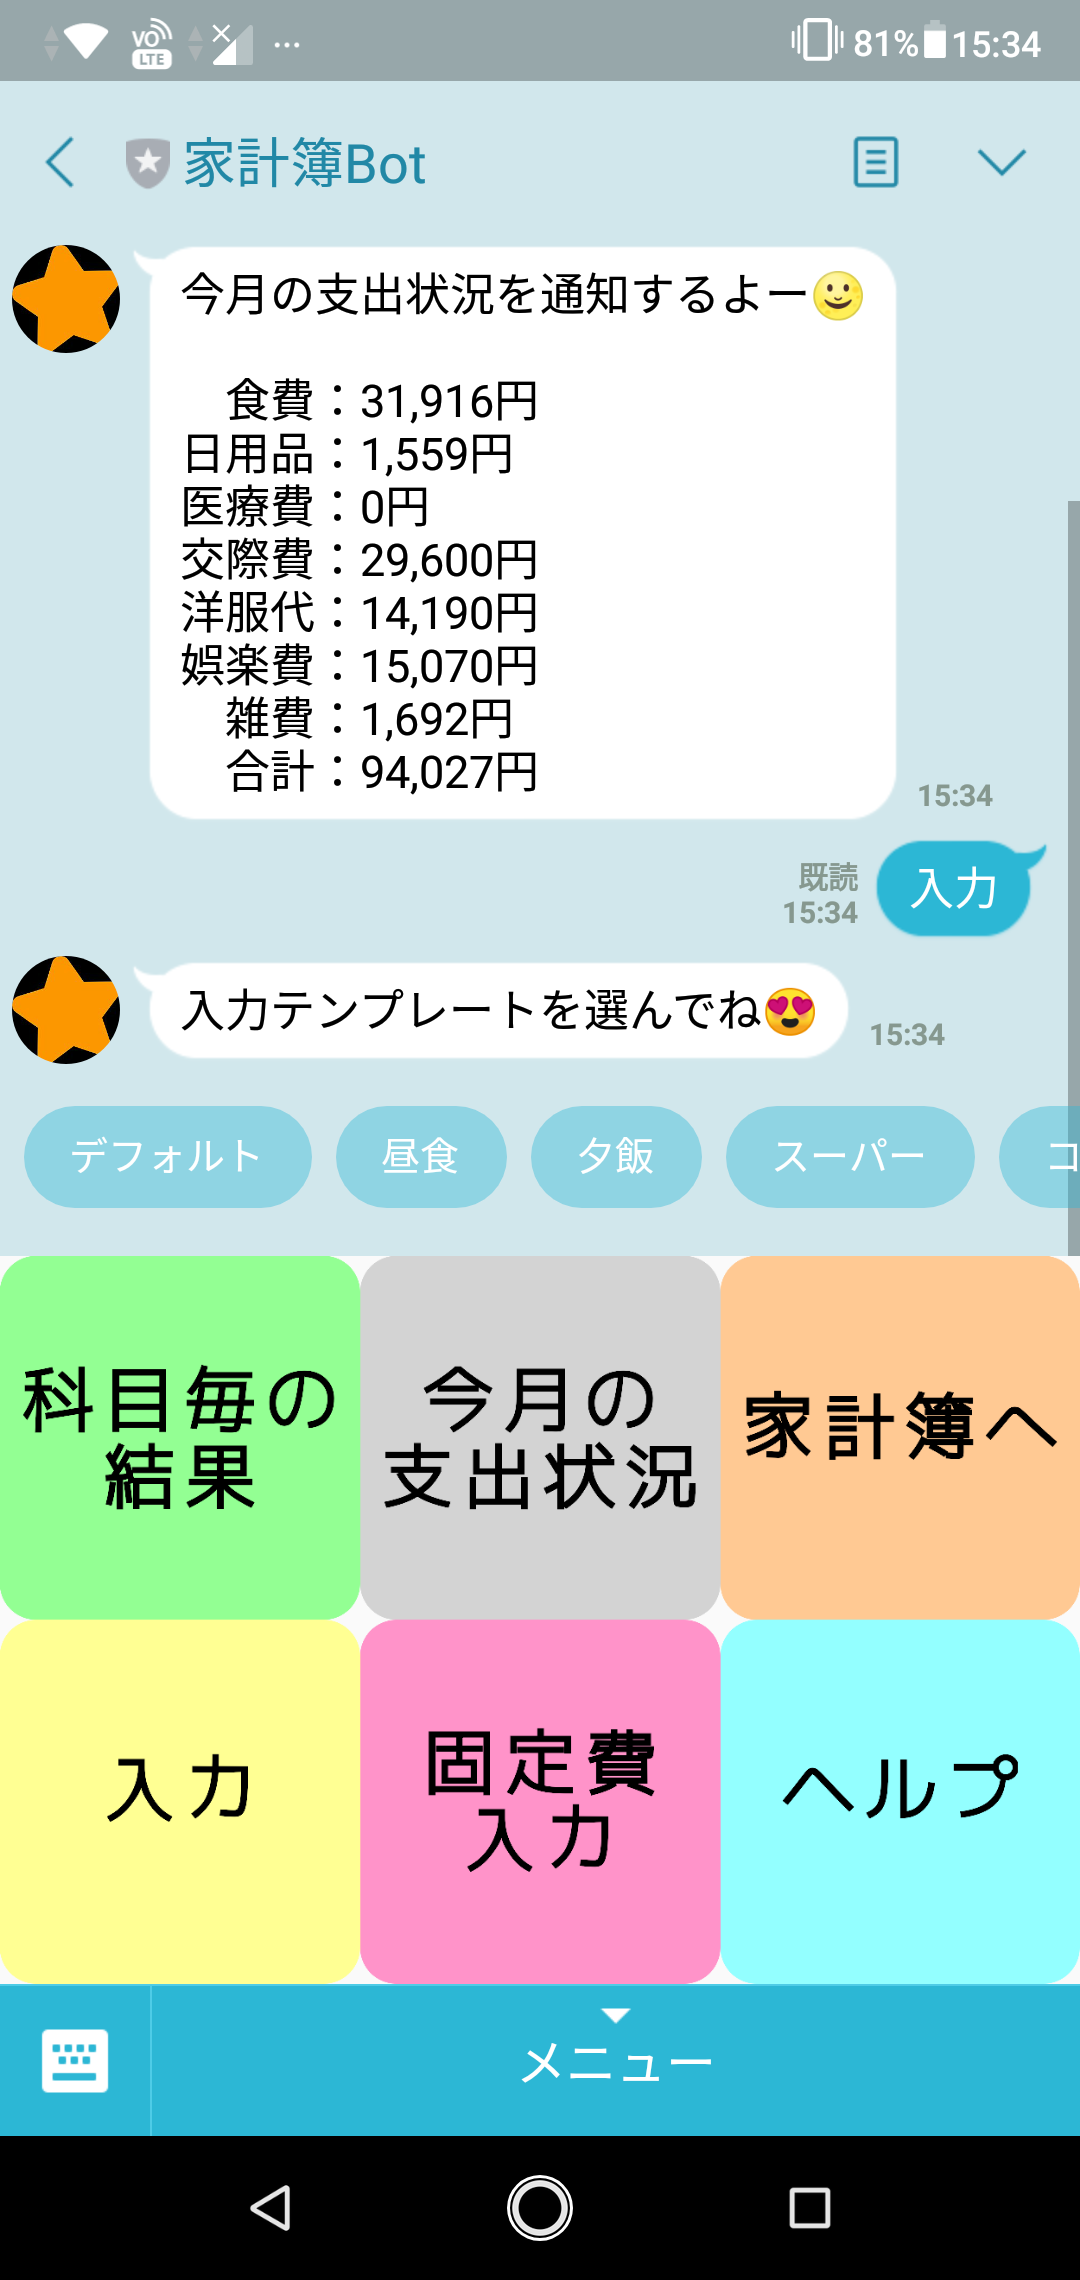 VO LTE
81%
15:34
家計簿Bot
今月の支出状況を通知するよー🙂
食費：31,916円
日用品：1,559円
医療費：0円
交際費：29,600円
洋服代：14,190円
娯楽費：15,070円
雑費：1,692円
合計：94,027円
15:34
既読
15:34
入力
入力テンプレートを選んでね😍
15:34
デフォルト
昼食
夕飯
スーパー
コ
科目毎の
結果
今月の
支出状況
家計簿へ
入力
固定費
入力
ヘルプ
メニュー